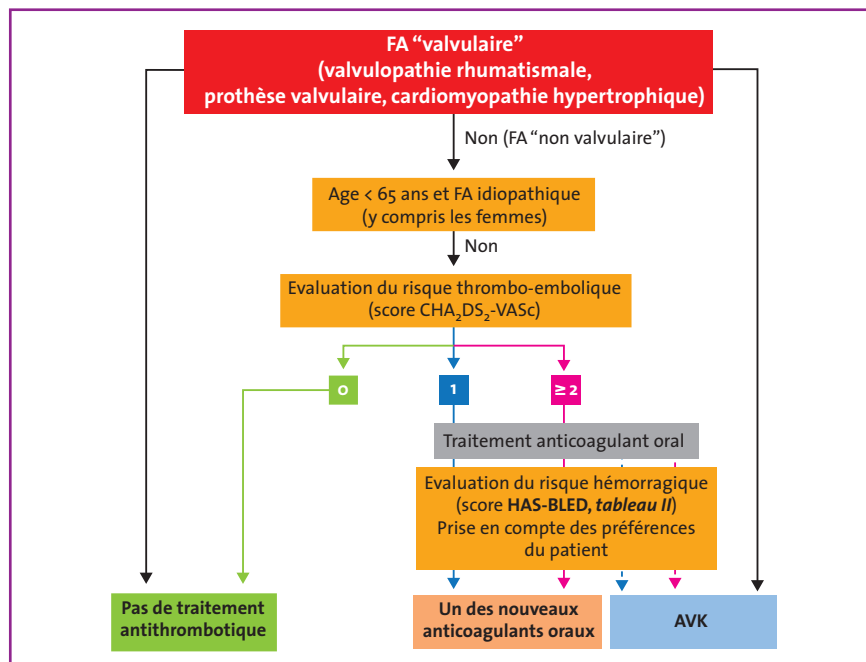 FA “valvulaire”
(valvulopathie rhumatismale,
prothèse valvulaire, cardiomyopathie hypertrophique)
Non (FA “non valvulaire”)
Age < 65 ans et FA idiopathique
(y compris les femmes)
Non
Evaluation du risque thrombo-embolique
(score CHA₂DS₂-VASc)
0
1
≥ 2
Traitement anticoagulant oral
Evaluation du risque hémorragique
(score HAS-BLED, tableau II)
Prise en compte des préférences
du patient
Pas de traitement
antithrombotique
Un des nouveaux
anticoagulants oraux
AVK